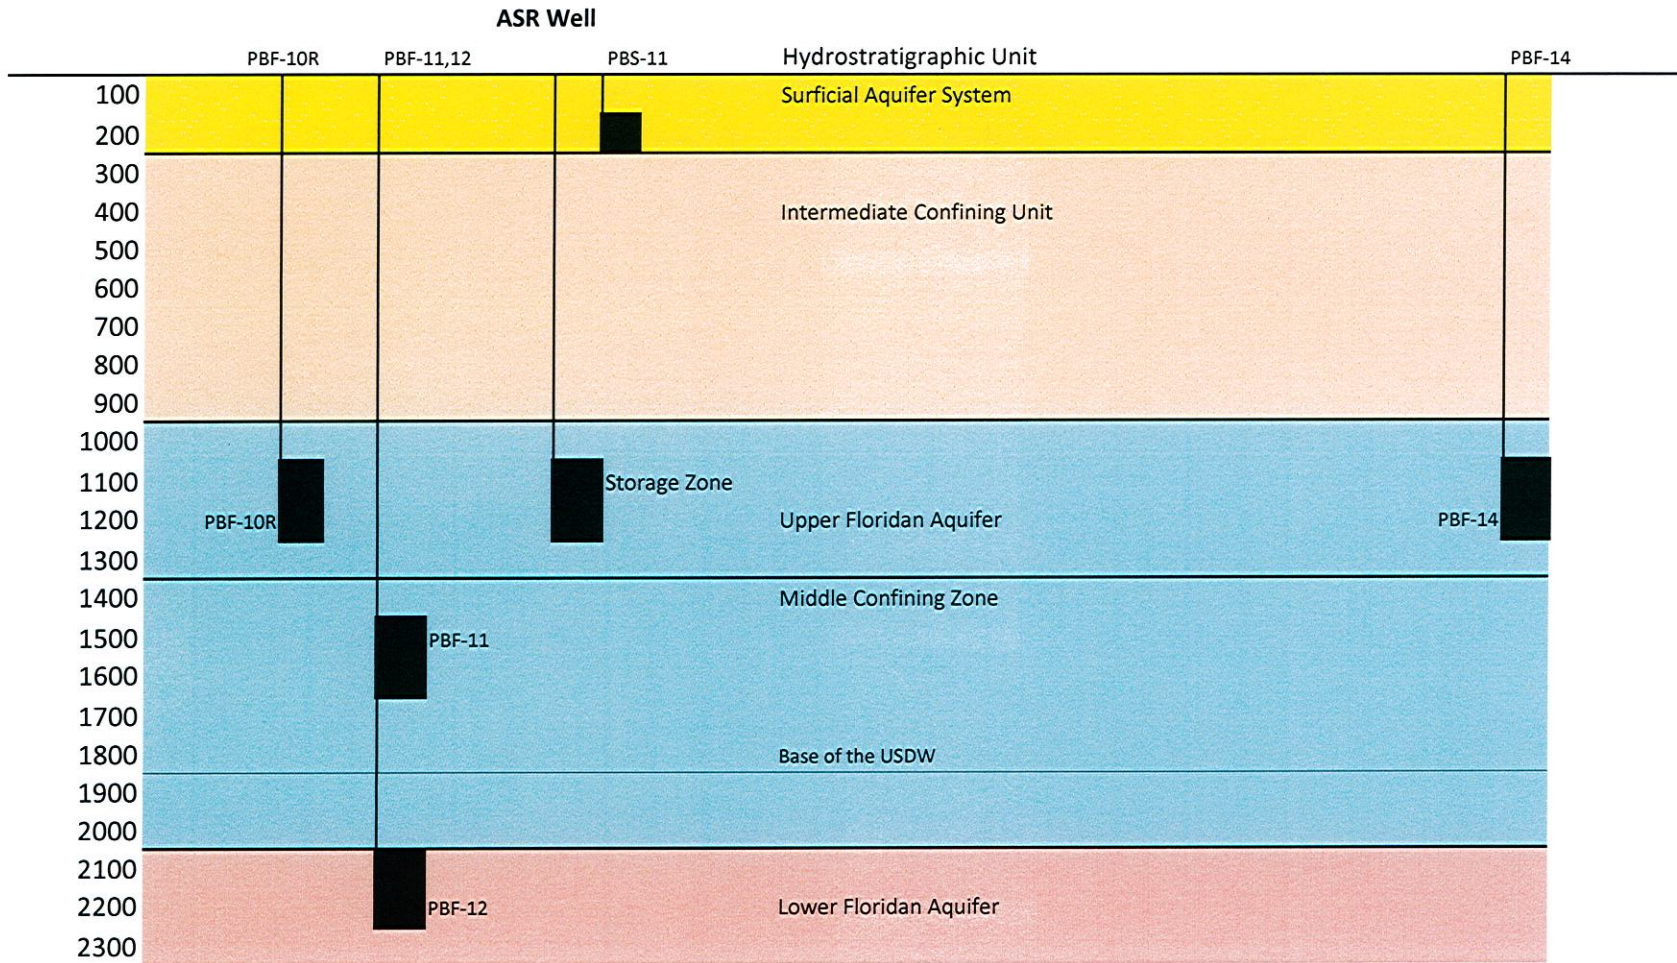 ASR Well
PBF-10R PBF-11,12 PBS-11 Hydrostratigraphic Unit PBF-14
100 Surficial Aquifer System
200
300
400 Intermediate Confining Unit
500
600
700
800
900
1000
1100 Storage Zone
1200 PBF-10R Upper Floridan Aquifer PBF-14
1300
1400 Middle Confining Zone
1500 PBF-11
1600
1700
1800 Base of the USDW
1900
2000
2100
2200 PBF-12 Lower Floridan Aquifer
2300